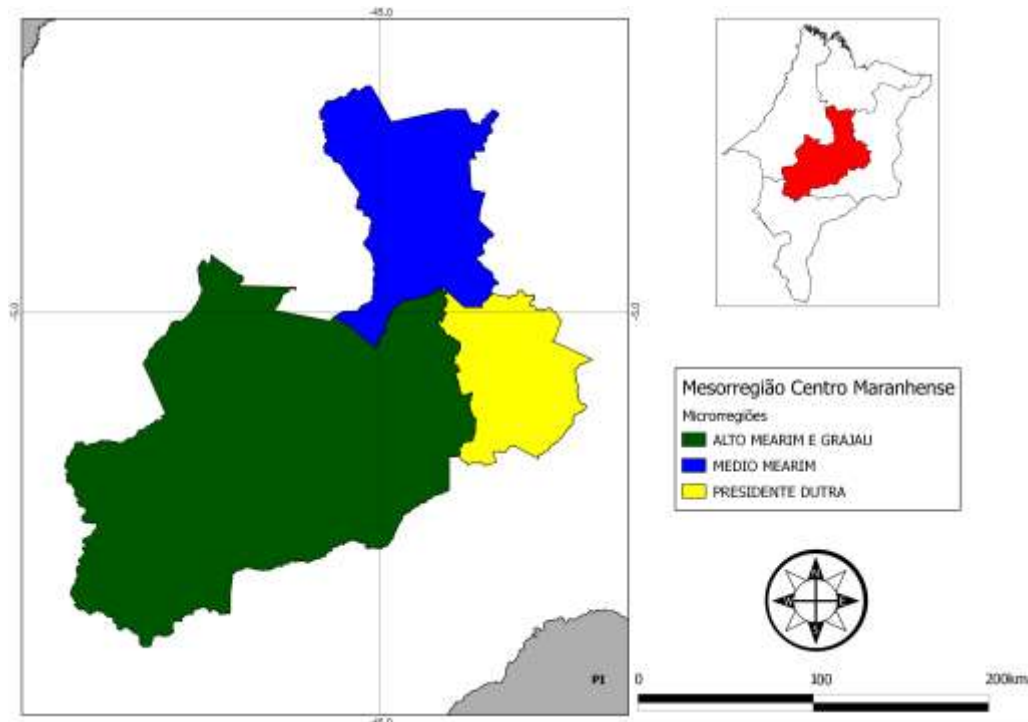 -45.0
-5.0
-5.0
Mesorregião Centro Maranhense
Microrregiões
ALTO MEARIM E GRAJAU
MEDIO MEARIM
PRESIDENTE DUTRA
N
W
E
S
PI
0
100
200km
-45.0